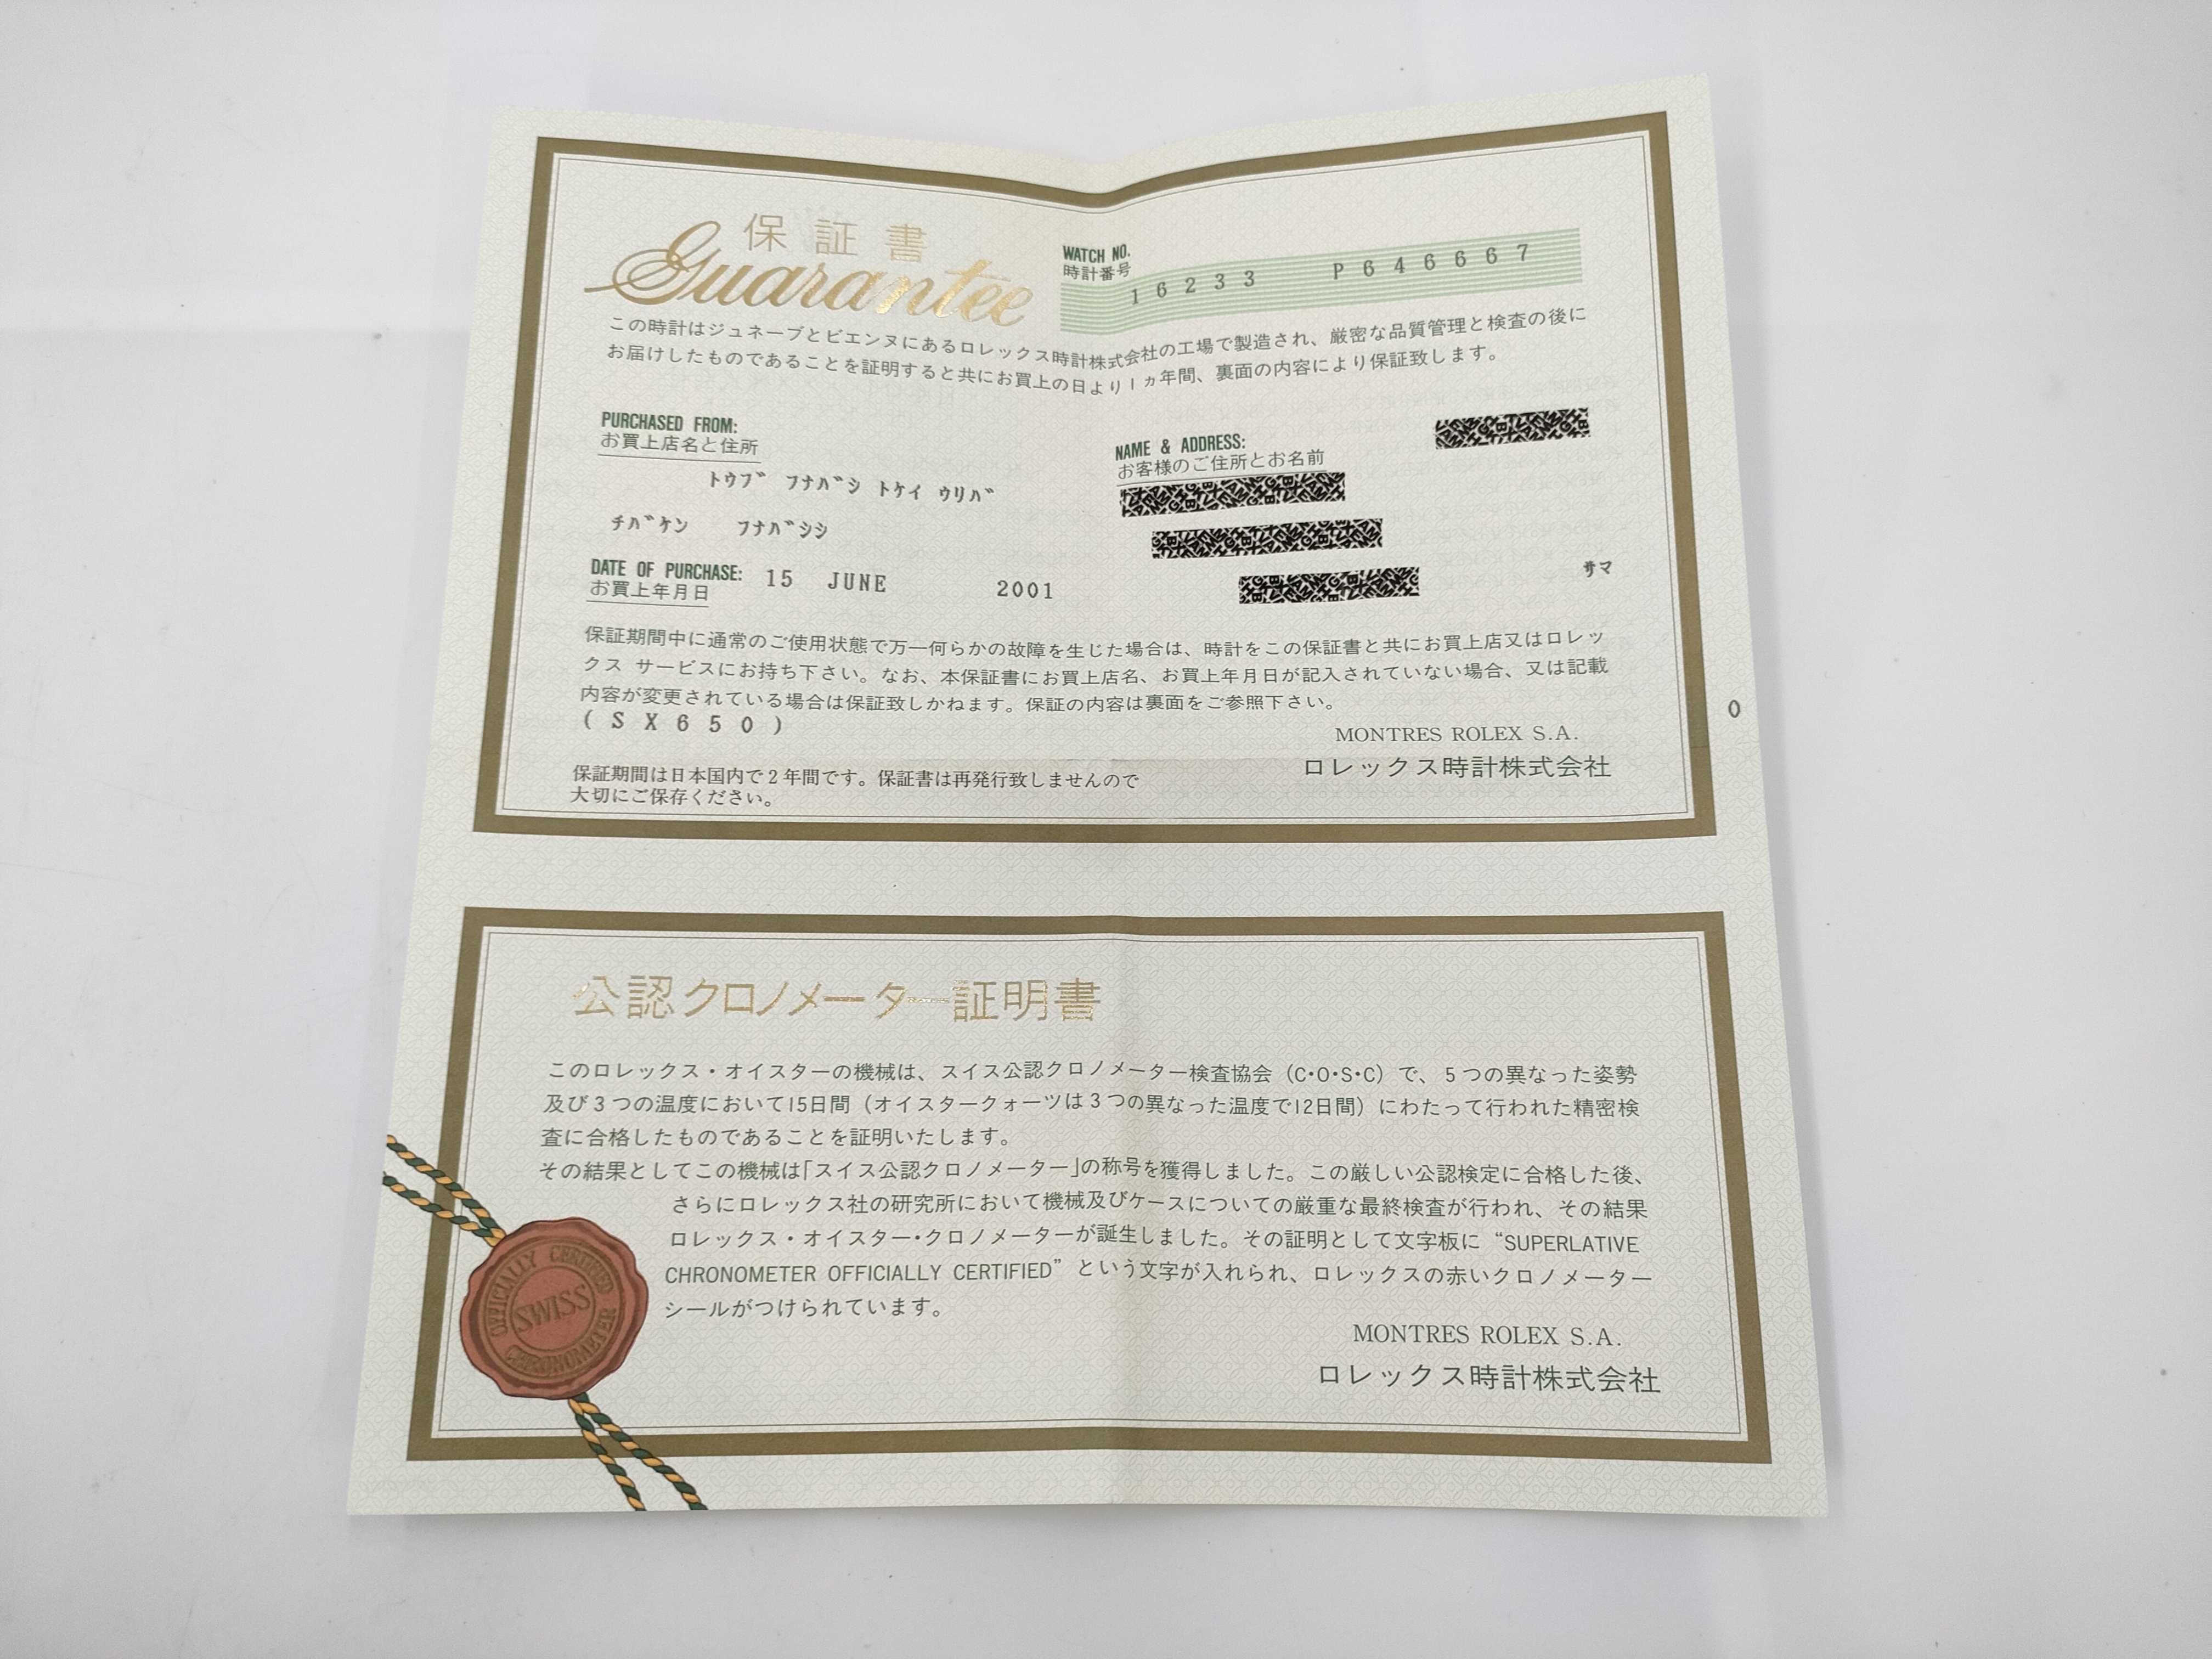 保証書
Guarantee
WATCH NO.
時計番号
16233 P646667
この時計はジュネーブとビエンヌにあるロレックス時計株式会社の工場で製造され、厳密な品質管理と検査の後に
お届けしたものであることを証明すると共にお買上の日より1ヵ年間、裏面の内容により保証致します。
PURCHASED FROM:
お買上店名と住所
トウブ フナバシ トケイ ウリバ
チバケン フナバシシ
NAME & ADDRESS:
お客様のご住所とお名前
サマ
DATE OF PURCHASE:
お買上年月日
15 JUNE 2001
保証期間中に通常のご使用状態で万一何らかの故障を生じた場合は、時計をこの保証書と共にお買上店又はロレッ
クス サービスにお持ち下さい。なお、本保証書にお買上店名、お買上年月日が記入されていない場合、又は記載
内容が変更されている場合は保証致しかねます。保証の内容は裏面をご参照下さい。
(SX650)
0
MONTRES ROLEX S.A.
ロレックス時計株式会社
保証期間は日本国内で2年間です。保証書は再発行致しませんので
大切にご保存ください。
公認クロノメーター証明書
このロレックス・オイスターの機械は、スイス公認クロノメーター検査協会（C・O・S・C）で、5つの異なった姿勢
及び3つの温度において15日間（オイスタークォーツは3つの異なった温度で12日間）にわたって行われた精密検
査に合格したものであることを証明いたします。
その結果としてこの機械は「スイス公認クロノメーター」の称号を獲得しました。この厳しい公認検定に合格した後、
さらにロレックス社の研究所において機械及びケースについての厳重な最終検査が行われ、その結果
ロレックス・オイスター・クロノメーターが誕生しました。その証明として文字板に “SUPERLATIVE
CHRONOMETER OFFICIALLY CERTIFIED” という文字が入れられ、ロレックスの赤いクロノメーター
シールがつけられています。
OFFICIALLY CERTIFIED
SWISS
CHRONOMETER
MONTRES ROLEX S.A.
ロレックス時計株式会社